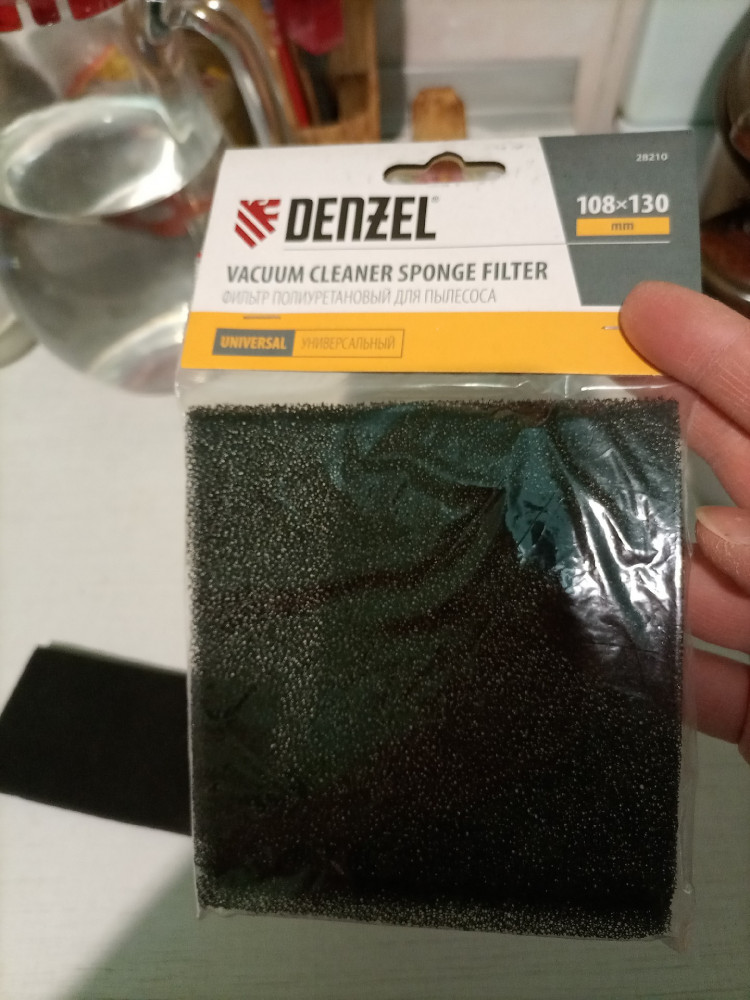 28210
DENZEL
108×130
mm
VACUUM CLEANER SPONGE FILTER
ФИЛЬТР ПОЛИУРЕТАНОВЫЙ ДЛЯ ПЫЛЕСОСА
UNIVERSAL УНИВЕРСАЛЬНЫЙ